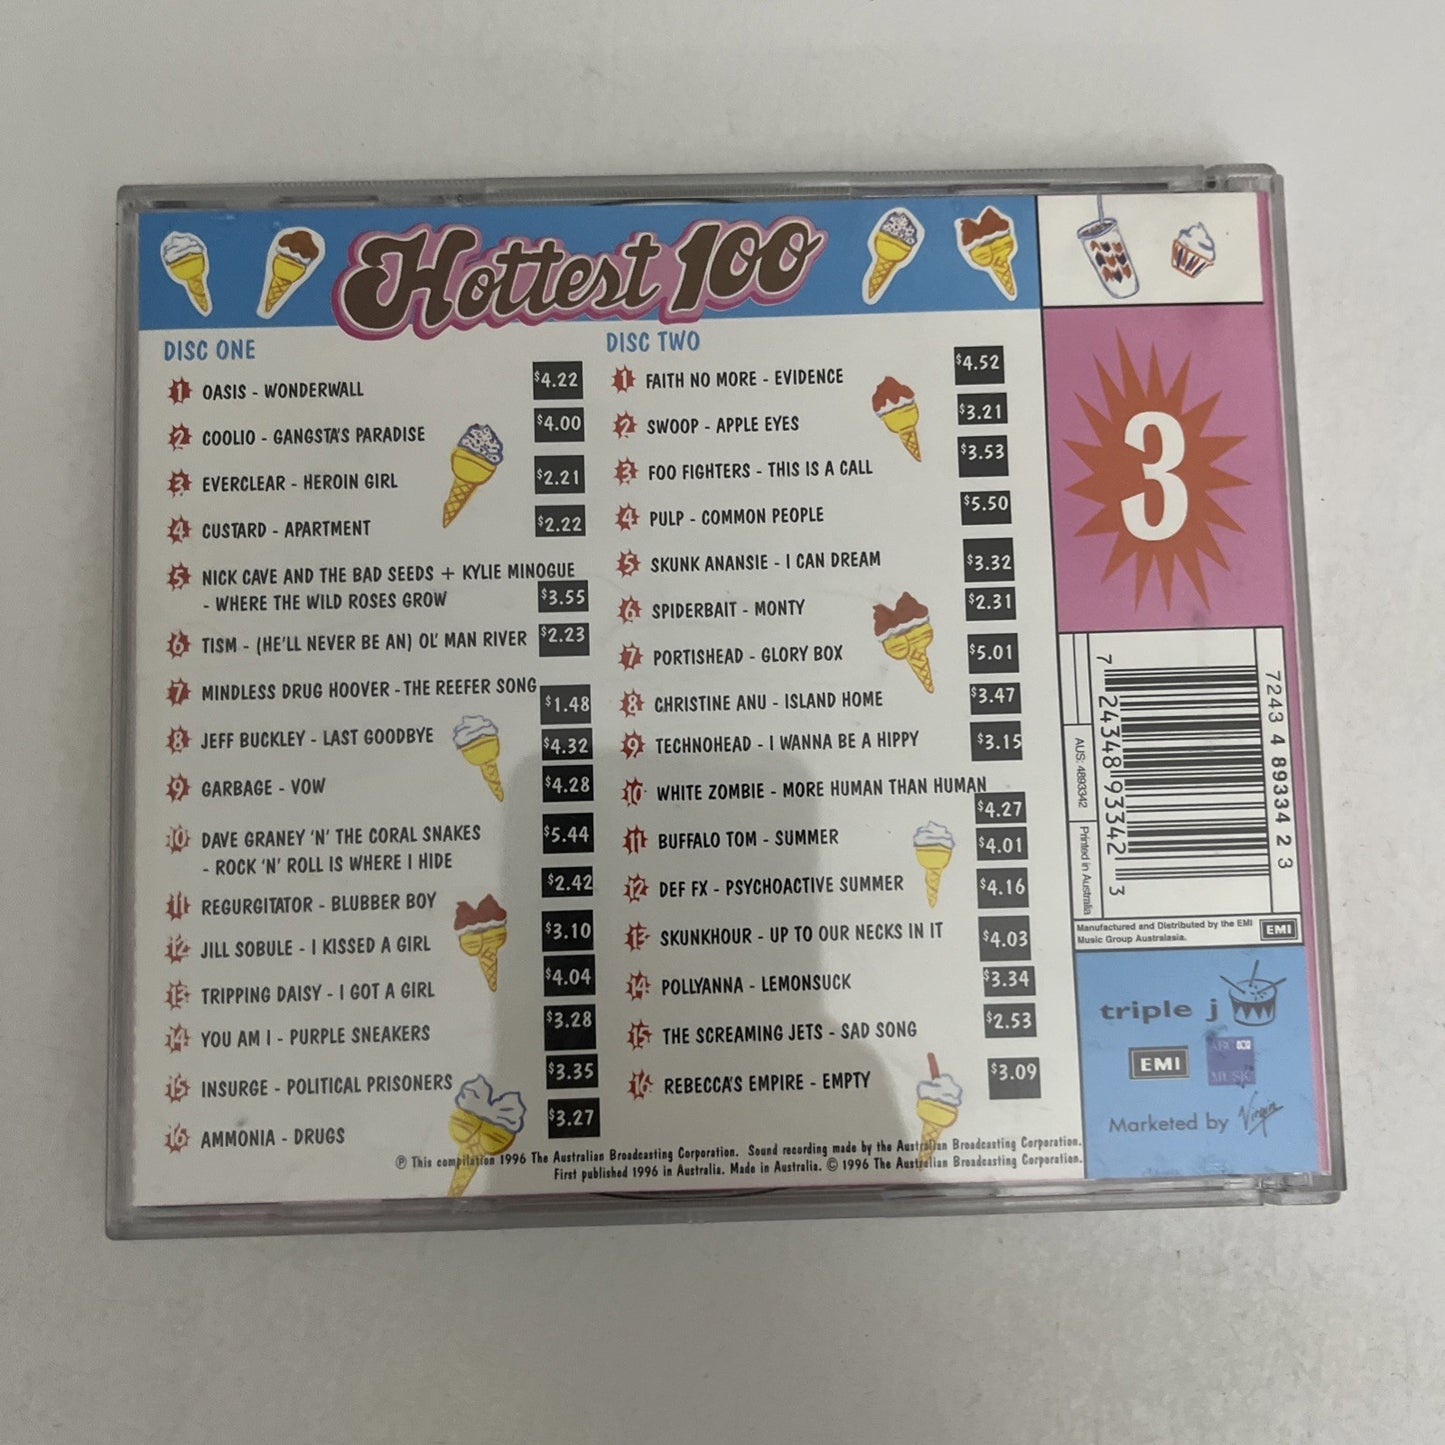 Hottest 100
DISC ONE
1 OASIS - WONDERWALL $4.22
2 COOLIO - GANGSTA'S PARADISE $4.00
3 EVERCLEAR - HEROIN GIRL $2.21
4 CUSTARD - APARTMENT $2.22
5 NICK CAVE AND THE BAD SEEDS + KYLIE MINOGUE
- WHERE THE WILD ROSES GROW $3.55
6 TISM - (HE'LL NEVER BE AN) OL' MAN RIVER $2.23
7 MINDLESS DRUG HOOVER - THE REEFER SONG $1.48
8 JEFF BUCKLEY - LAST GOODBYE $4.32
9 GARBAGE - VOW $4.28
10 DAVE GRANEY 'N' THE CORAL SNAKES $5.44
- ROCK 'N' ROLL IS WHERE I HIDE
11 REGURGITATOR - BLUBBER BOY $2.42
12 JILL SOBULE - I KISSED A GIRL $3.10
13 TRIPPING DAISY - I GOT A GIRL $4.04
14 YOU AM I - PURPLE SNEAKERS $3.28
15 INSURGE - POLITICAL PRISONERS $3.35
16 AMMONIA - DRUGS $3.27
DISC TWO
1 FAITH NO MORE - EVIDENCE $4.52
2 SWOOP - APPLE EYES $3.21
3 FOO FIGHTERS - THIS IS A CALL $3.53
4 PULP - COMMON PEOPLE $5.50
5 SKUNK ANANSIE - I CAN DREAM $3.32
6 SPIDERBAIT - MONTY $2.31
7 PORTISHEAD - GLORY BOX $5.01
8 CHRISTINE ANU - ISLAND HOME $3.47
9 TECHNOHEAD - I WANNA BE A HIPPY $3.15
10 WHITE ZOMBIE - MORE HUMAN THAN HUMAN $4.27
11 BUFFALO TOM - SUMMER $4.01
12 DEF FX - PSYCHOACTIVE SUMMER $4.16
13 SKUNKHOUR - UP TO OUR NECKS IN IT $4.03
14 POLLYANNA - LEMONSUCK $3.34
15 THE SCREAMING JETS - SAD SONG $2.53
16 REBECCA'S EMPIRE - EMPTY $3.09
℗ This compilation 1996 The Australian Broadcasting Corporation. Sound recording made by the Australian Broadcasting Corporation.
First published 1996 in Australia. Made in Australia. © 1996 The Australian Broadcasting Corporation.
3
7 24348 93342 3
7243 4 89334 2 3
AUS: 4893342
Printed in Australia
Manufactured and Distributed by the EMI
Music Group Australasia.
EMI
triple j
EMI
ABC
MUSIC
Marketed by Virgin